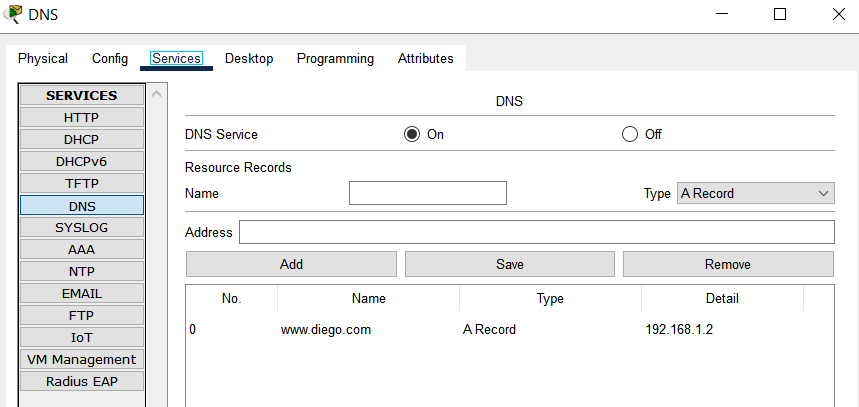 DNS
Physical Config Services Desktop Programming Attributes
SERVICES
HTTP
DHCP
DHCPv6
TFTP
DNS
SYSLOG
AAA
NTP
EMAIL
FTP
IoT
VM Management
Radius EAP
DNS
DNS Service On Off
Resource Records
Name Type A Record
Address
Add Save Remove
No. Name Type Detail
0 www.diego.com A Record 192.168.1.2